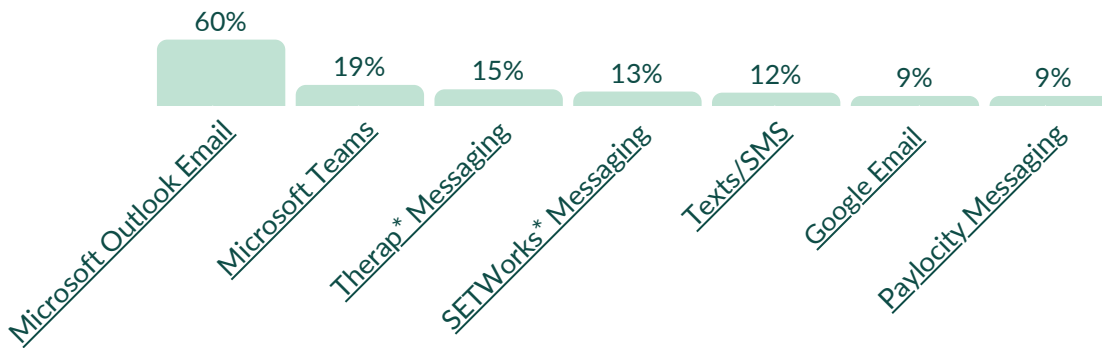 60%
19%
15%
13%
12%
9%
9%
Microsoft Outlook Email
Microsoft Teams
Therap* Messaging
SETWorks* Messaging
Texts/SMS
Google Email
Paylocity Messaging